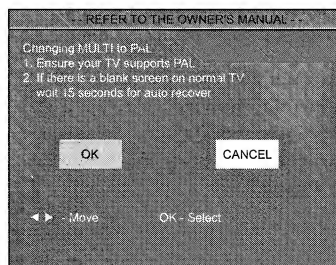 - - REFER TO THE OWNER'S MANUAL - -
Changing MULTI to PAL
1. Ensure your TV supports PAL
2. If there is a blank screen on normal TV
wait 15 seconds for auto recover
OK CANCEL
◄ ► - Move OK - Select